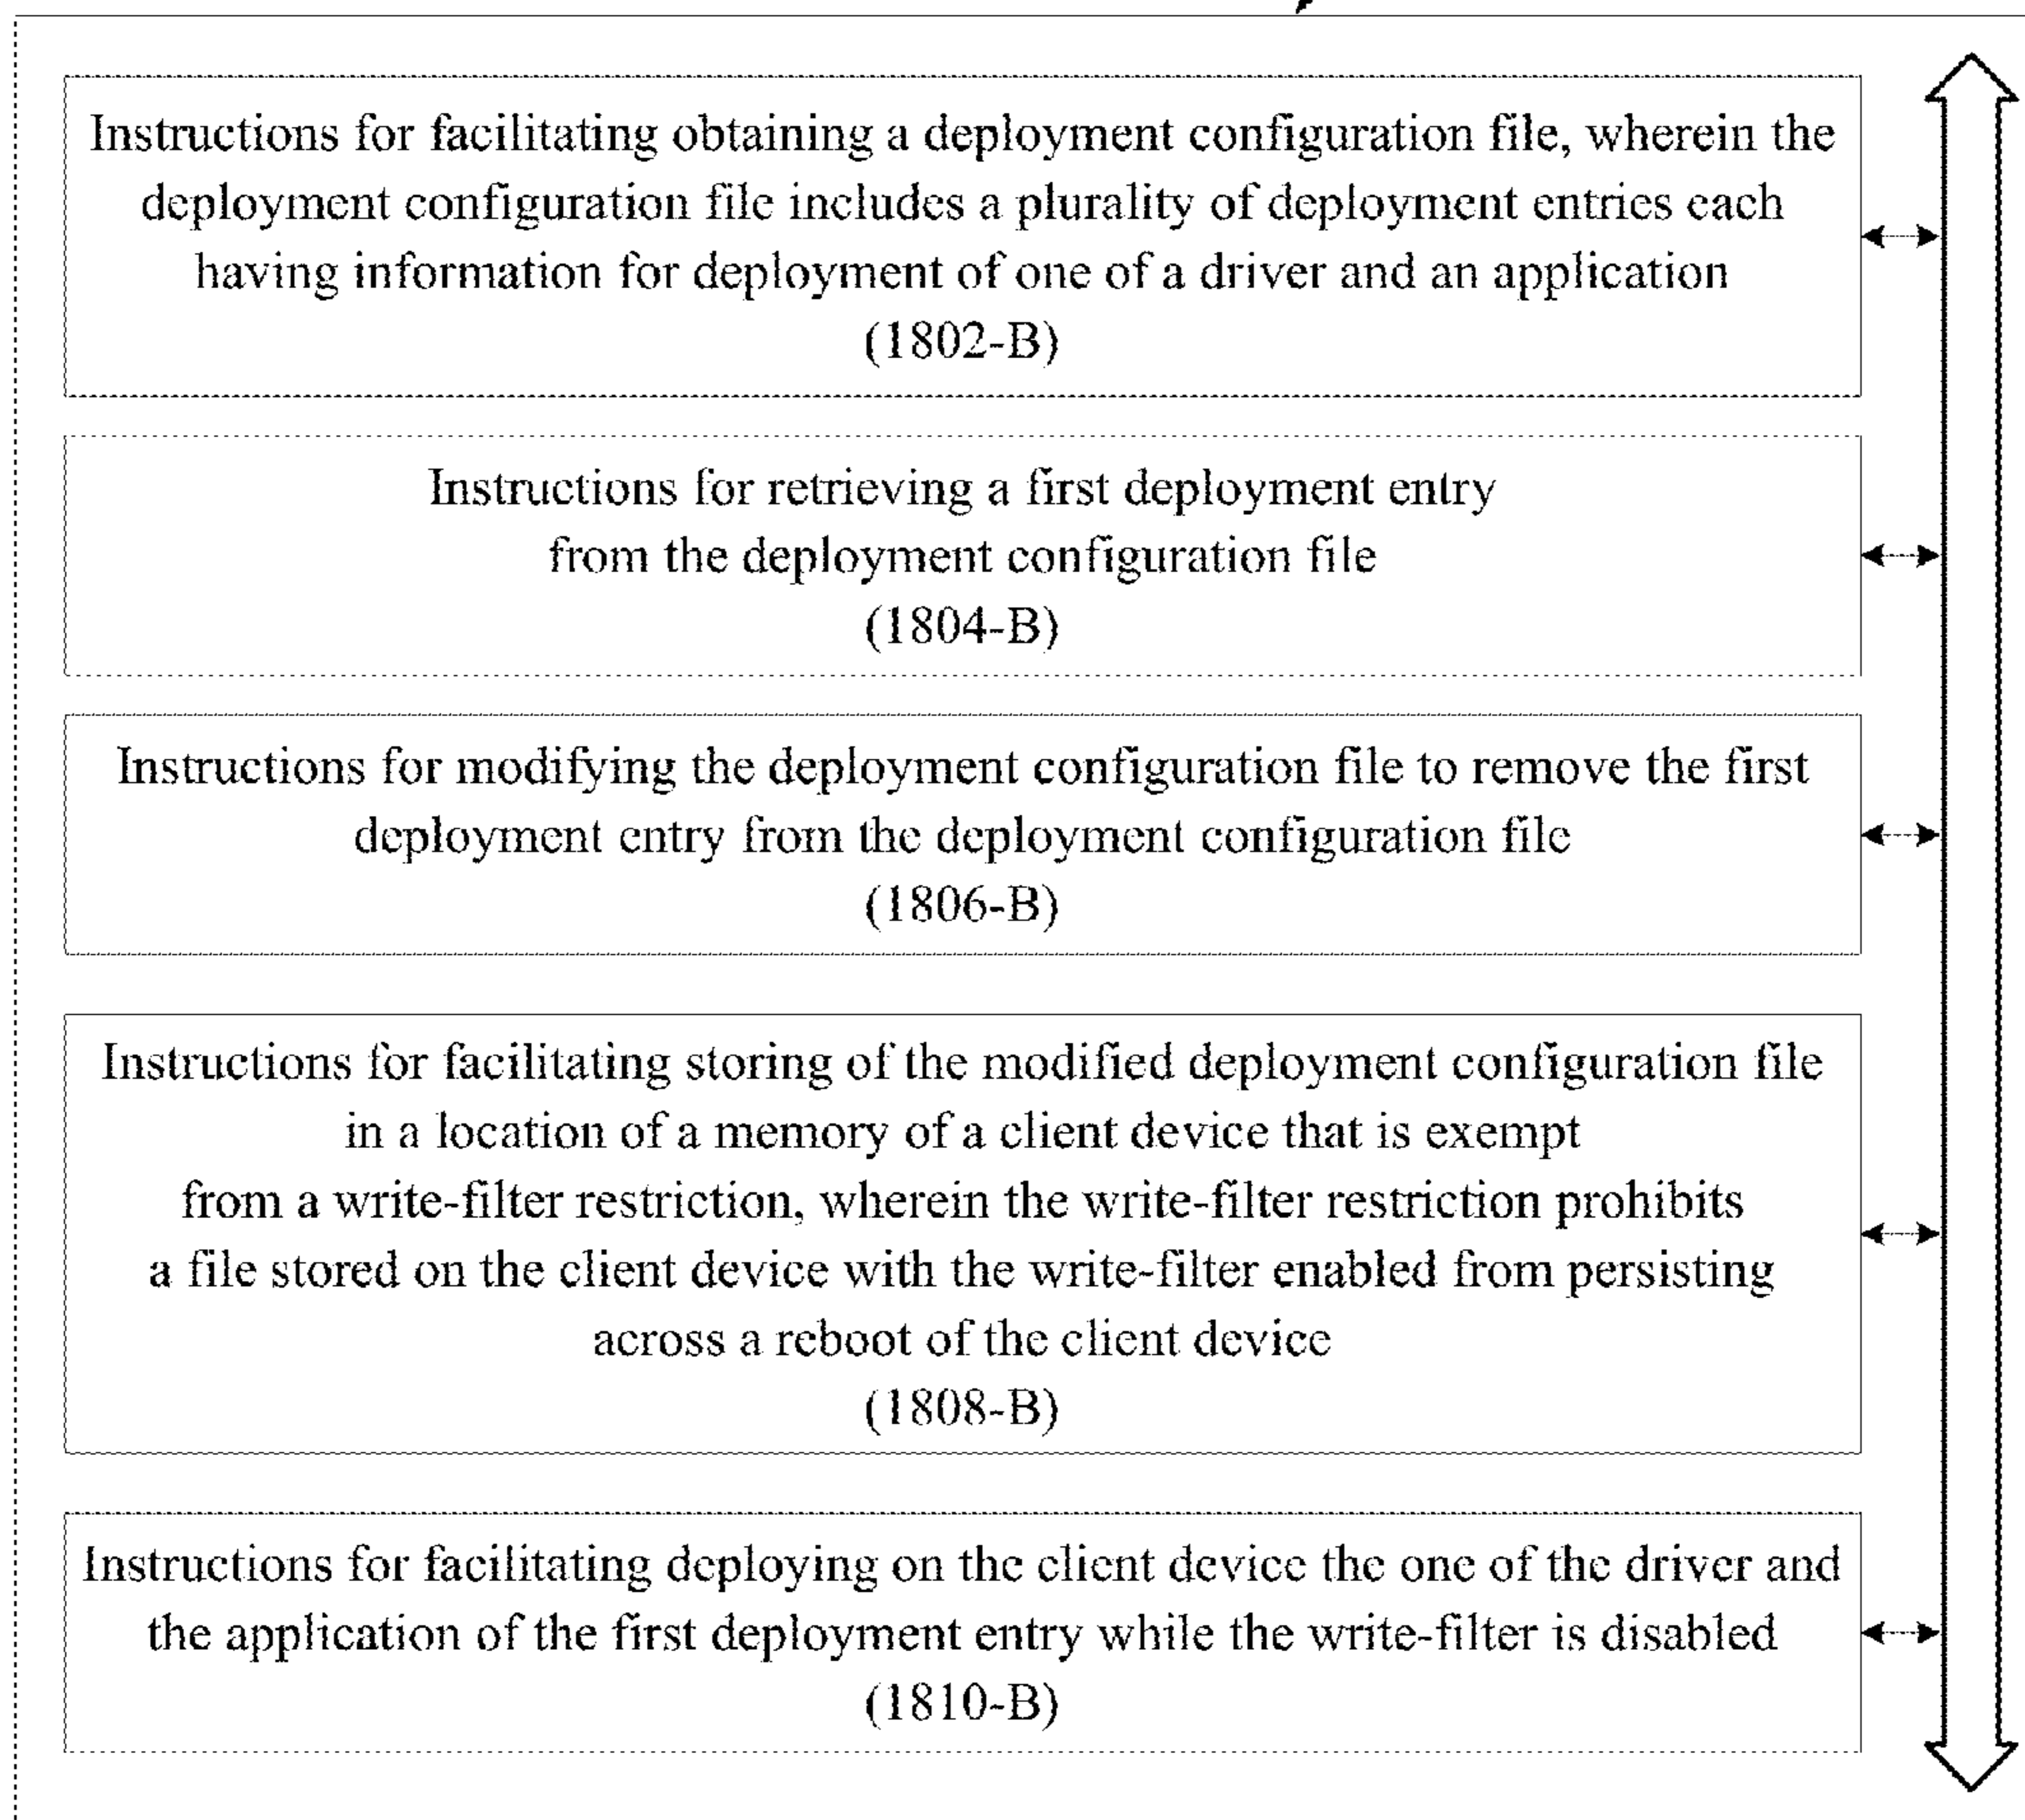 Instructions for facilitating obtaining a deployment configuration file, wherein the
deployment configuration file includes a plurality of deployment entries each
having information for deployment of one of a driver and an application
(1802-B)
Instructions for retrieving a first deployment entry
from the deployment configuration file
(1804-B)
Instructions for modifying the deployment configuration file to remove the first
deployment entry from the deployment configuration file
(1806-B)
Instructions for facilitating storing of the modified deployment configuration file
in a location of a memory of a client device that is exempt
from a write-filter restriction, wherein the write-filter restriction prohibits
a file stored on the client device with the write-filter enabled from persisting
across a reboot of the client device
(1808-B)
Instructions for facilitating deploying on the client device the one of the driver and
the application of the first deployment entry while the write-filter is disabled
(1810-B)